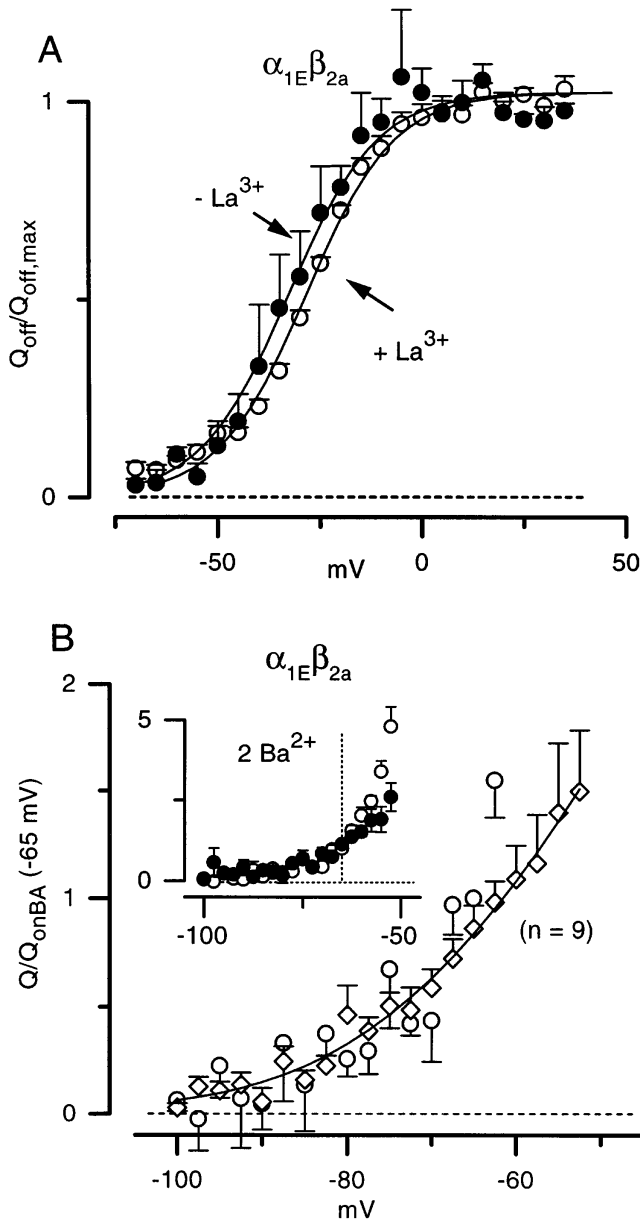 A
α1Eβ2a
1
- La3+
+ La3+
Qoff/Qoff,max
0
-50
0
50
mV
B
α1Eβ2a
2
5
2 Ba2+
0
-100
-50
Q/QonBA (-65 mV)
1
(n = 9)
0
-100
-80
-60
mV